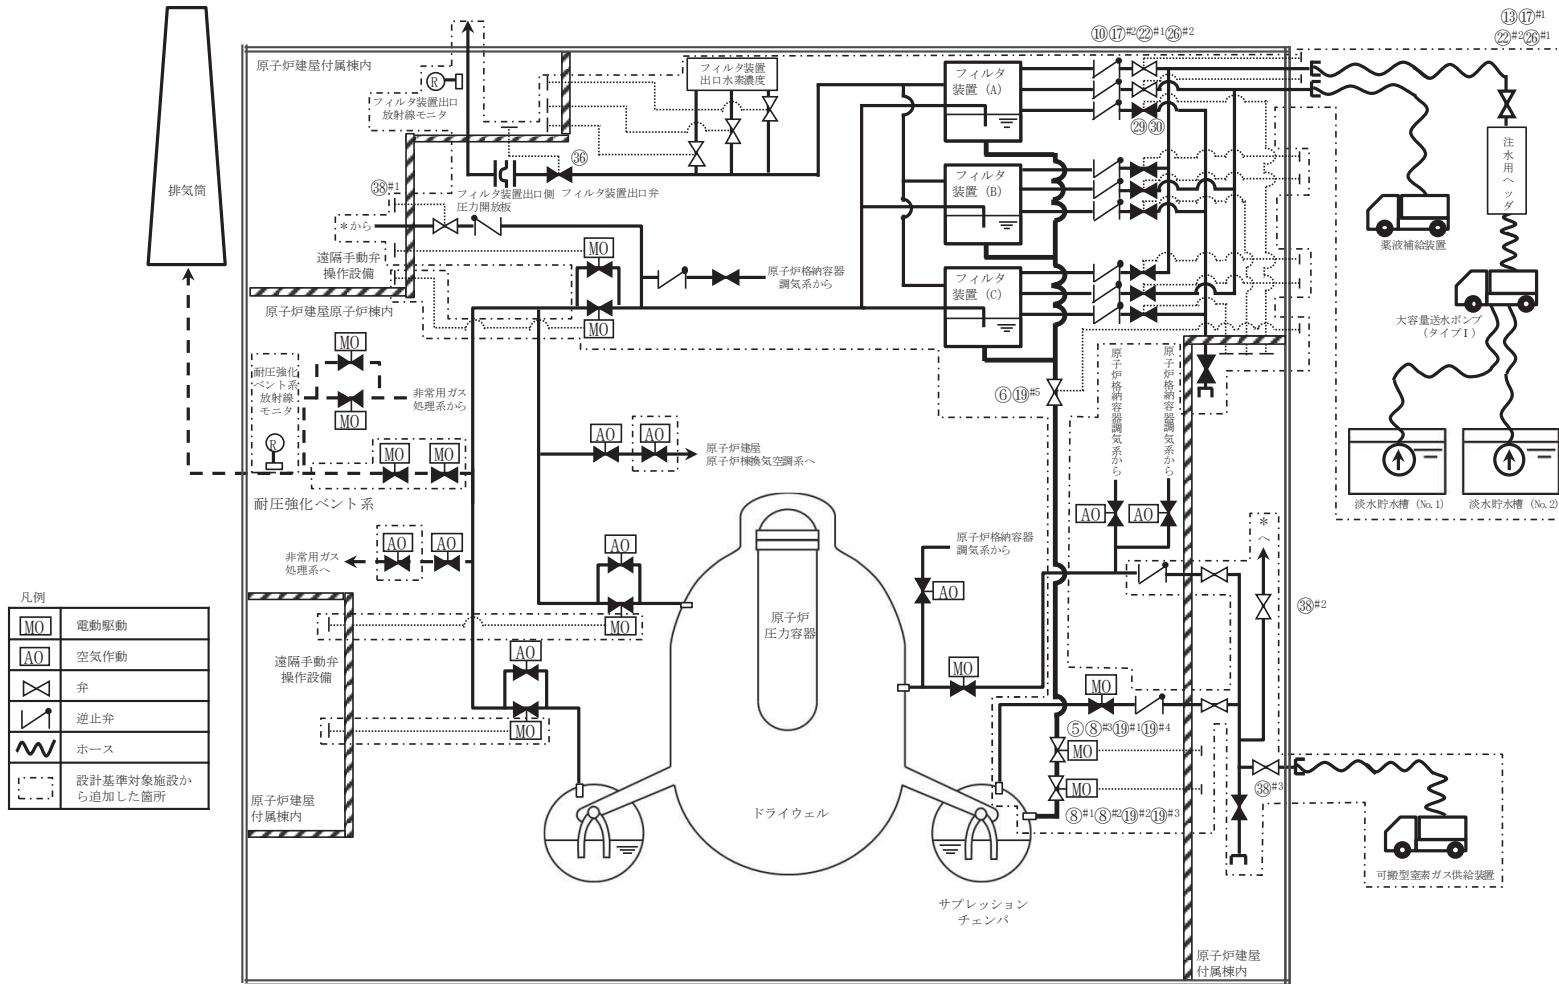 ⑬⑰#1
㉒#2㉖#1
⑩⑰#2㉒#1㉖#2
原子炉建屋付属棟内
フィルタ装置
出口水素濃度
フィルタ
装置（A）
R
フィルタ装置出口
放射線モニタ
㉙㉚
注水用ヘッダ
㊱
排気筒
フィルタ
装置（B）
㊳#1
フィルタ装置出口側
圧力開放板
フィルタ装置出口弁
＊から
薬液補給装置
MO
遠隔手動弁
操作設備
原子炉格納容器
調気系から
フィルタ
装置（C）
原子炉建屋原子炉棟内
MO
大容量送水ポンプ
（タイプⅠ）
MO
耐圧強化
ベント系
放射線
モニタ
原子炉格納容器調気系から
原子炉格納容器調気系から
非常用ガス
処理系から
⑥⑲#5
MO
R
AO
AO
原子炉建屋
原子炉棟換気空調系へ
MO
MO
耐圧強化ベント系
淡水貯水槽（No.1）
淡水貯水槽（No.2）
AO
AO
＊へ
AO
AO
AO
原子炉格納容器
調気系から
非常用ガス
処理系へ
AO
凡例
MO
電動駆動
AO
空気作動
弁
逆止弁
ホース
設計基準対象施設か
ら追加した箇所
原子炉
圧力容器
㊳#2
MO
遠隔手動弁
操作設備
AO
MO
MO
MO
⑤⑧#3⑲#1⑲#4
MO
MO
⑧#1⑧#2⑲#2⑲#3
㊳#3
原子炉建屋
付属棟内
ドライウェル
可搬型窒素ガス供給装置
サプレッション
チェンバ
原子炉建屋
付属棟内